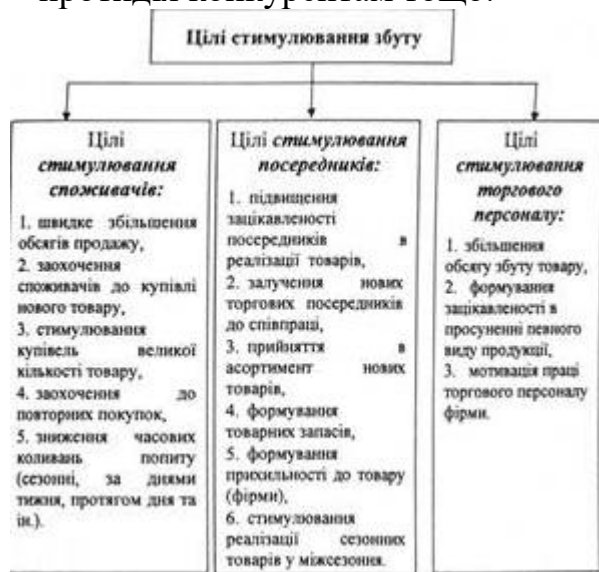 протидія конкурентам тощо.
Цілі стимулювання збуту
Цілі
стимулювання
споживачів:
1. швидке збільшення
обсягів продажу,
2. заохочення
споживачів до купівлі
нового товару,
3. стимулювання
купівель великої
кількості товару,
4. заохочення до
повторних покупок,
5. зниження часових
коливань попиту
(сезонні, за днями
тижня, протягом дня та
ін.).
Цілі стимулювання
посередників:
1. підвищення
зацікавленості
посередників в
реалізації товарів,
2. залучення нових
торгових посередників
до співпраці,
3. прийняття в
асортимент нових
товарів,
4. формування
товарних запасів,
5. формування
прихильності до товару
(фірми),
6. стимулювання
реалізації сезонних
товарів у міжсезоння.
Цілі
стимулювання
торгового
персоналу:
1. збільшення
обсягу збуту товару,
2. формування
зацікавленості в
просуненні певного
виду продукції,
3. мотивація праці
торгового персоналу
фірми.